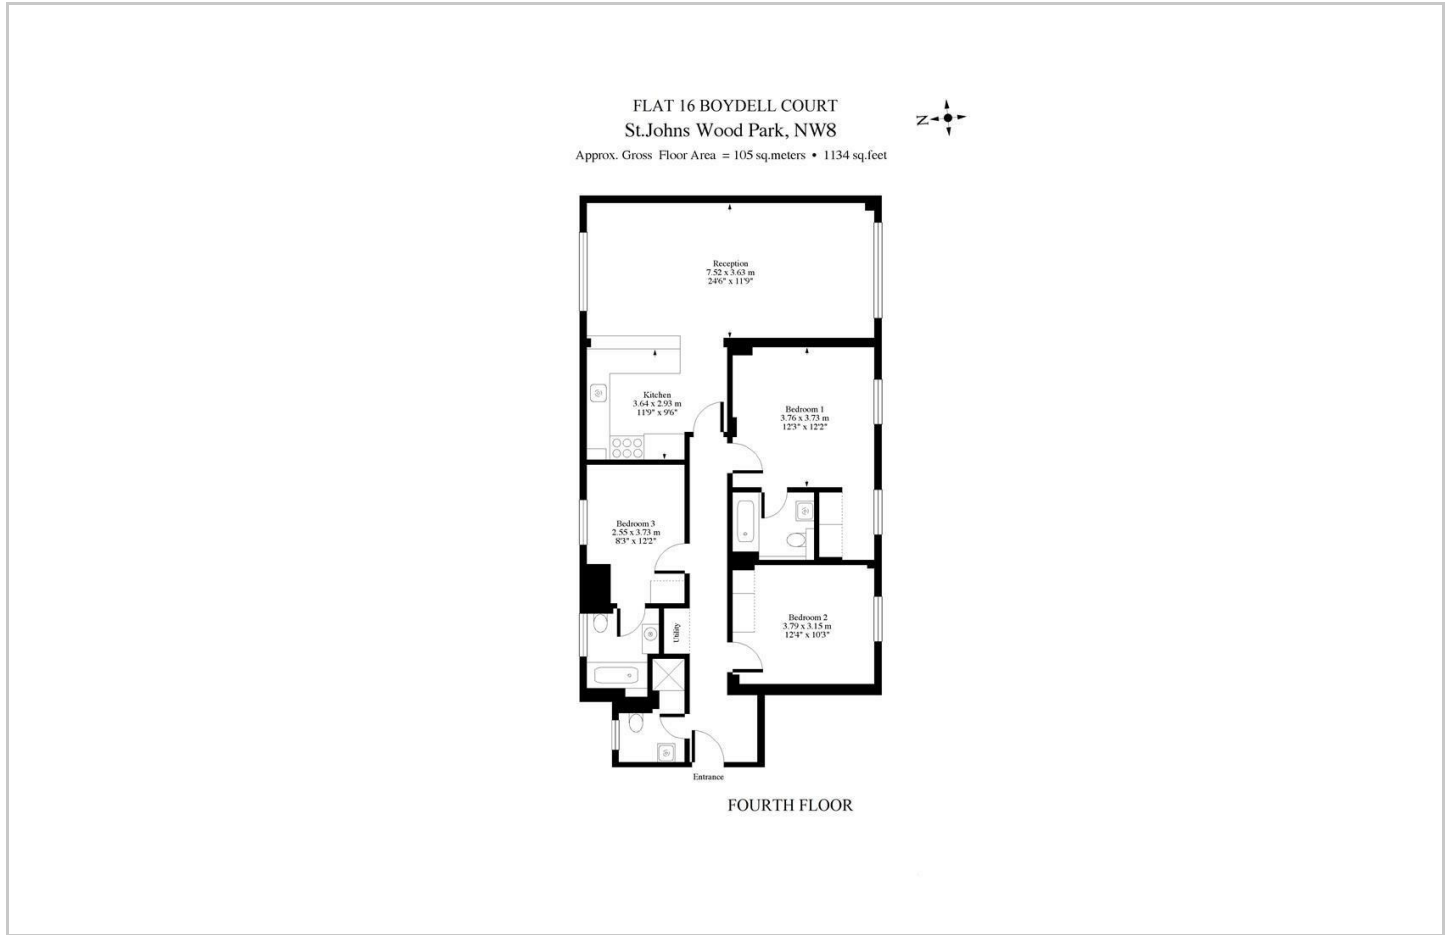 FLAT 16 BOYDELL COURT
St.Johns Wood Park, NW8
Approx. Gross Floor Area = 105 sq.meters • 1134 sq.feet
N
Reception
7.52 x 3.63 m
24'6" x 11'9"
Kitchen
3.64 x 2.93 m
11'9" x 9'6"
Bedroom 1
3.76 x 3.73 m
12'3" x 12'2"
Bedroom 3
2.55 x 3.73 m
8'3" x 12'2"
Bedroom 2
3.79 x 3.15 m
12'4" x 10'3"
Utility
Entrance
FOURTH FLOOR